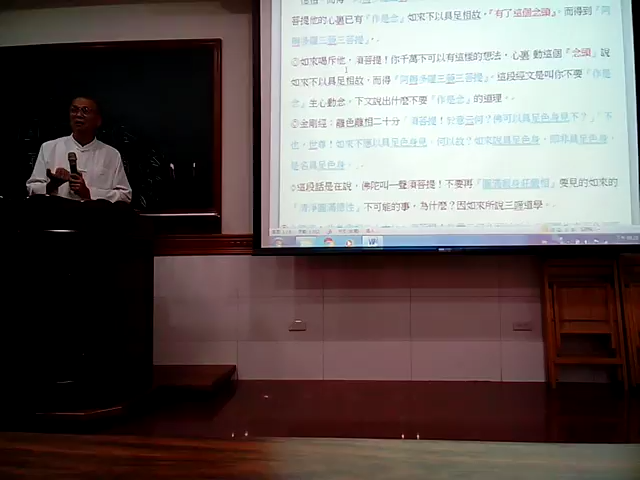 菩提他的心裏已有『作是念』如來不以具足相故，『有了這個念頭』，而得到『阿
耨多羅三藐三菩提』。
◎如來喝斥他，須菩提！你千萬不可以有這樣的想法，心裏 動這個『念頭』說
如來不以具足相故，而得『阿耨多羅三藐三菩提』。這段經文是叫你不要『作是
念』生心動念。下文說出什麼不要『作是念』的道理。
◎金剛經：離色離相二十分『須菩提！於意云何？佛可以具足色身見不？』『不
也，世尊！如來不應以具足色身見。何以故？如來說具足色身，即非具足色身，
是名具足色身。
◎這段話是在說，佛陀叫一聲須菩提！不要再『圓滿報身莊嚴相』要見的如來的
『清淨圓滿德性』不可能的事，為什麼？因如來所說三